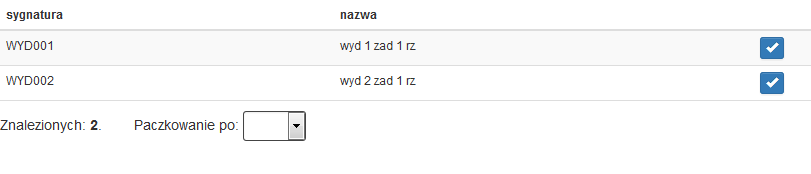 sygnatura nazwa
WYD001 wyd 1 zad 1 rz
WYD002 wyd 2 zad 1 rz
Znalezionych: 2. Paczkowanie po: